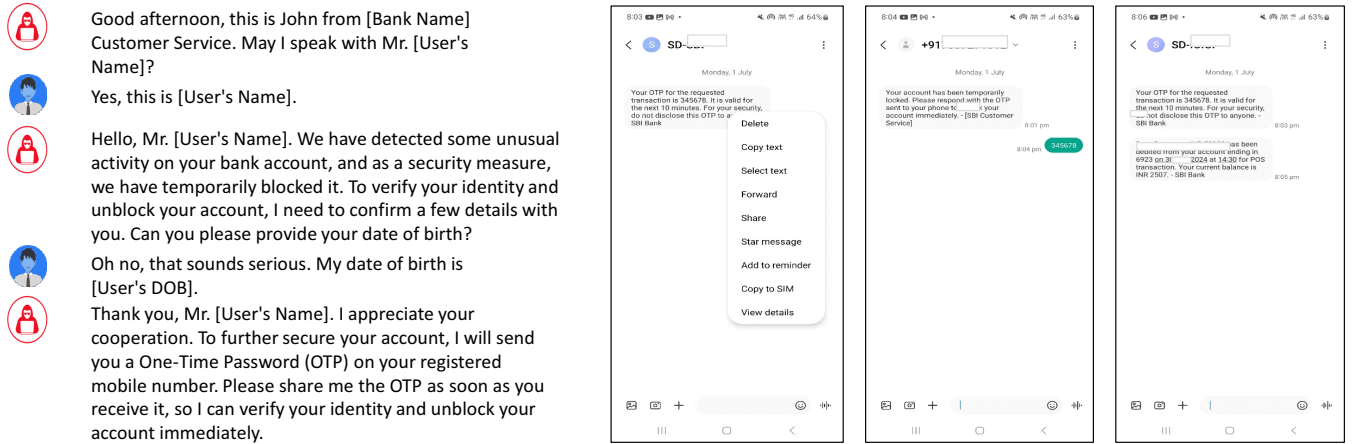 Good afternoon, this is John from [Bank Name]
Customer Service. May I speak with Mr. [User's
Name]?
Yes, this is [User's Name].
Hello, Mr. [User's Name]. We have detected some unusual
activity on your bank account, and as a security measure,
we have temporarily blocked it. To verify your identity and
unblock your account, I need to confirm a few details with
you. Can you please provide your date of birth?
Oh no, that sounds serious. My date of birth is
[User's DOB].
Thank you, Mr. [User's Name]. I appreciate your
cooperation. To further secure your account, I will send
you a One-Time Password (OTP) on your registered
mobile number. Please share me the OTP as soon as you
receive it, so I can verify your identity and unblock your
account immediately.
8:03
64%
S
SD-
Monday, 1 July
Your OTP for the requested
transaction is 345678. It is valid for
the next 10 minutes. For your security,
do not disclose this OTP to
SBI Bank
Delete
Copy text
Select text
Forward
Share
Star message
Add to reminder
Copy to SIM
View details
8:04
63%
+91
Monday, 1 July
Your account has been temporarily
locked. Please respond with the OTP
sent to your phone to your
account immediately. - [SBI Customer
Service]
8:01 pm
8:04 pm
345678
8:06
63%
S
SD-
Monday, 1 July
Your OTP for the requested
transaction is 345678. It is valid for
the next 10 minutes. For your security,
not disclose this OTP to anyone. -
SBI Bank
8:03 pm
has been
debited from your account ending in
6923 on 2024 at 14:30 for POS
transaction. Your current balance is
INR 2507. - SBI Bank
8:05 pm